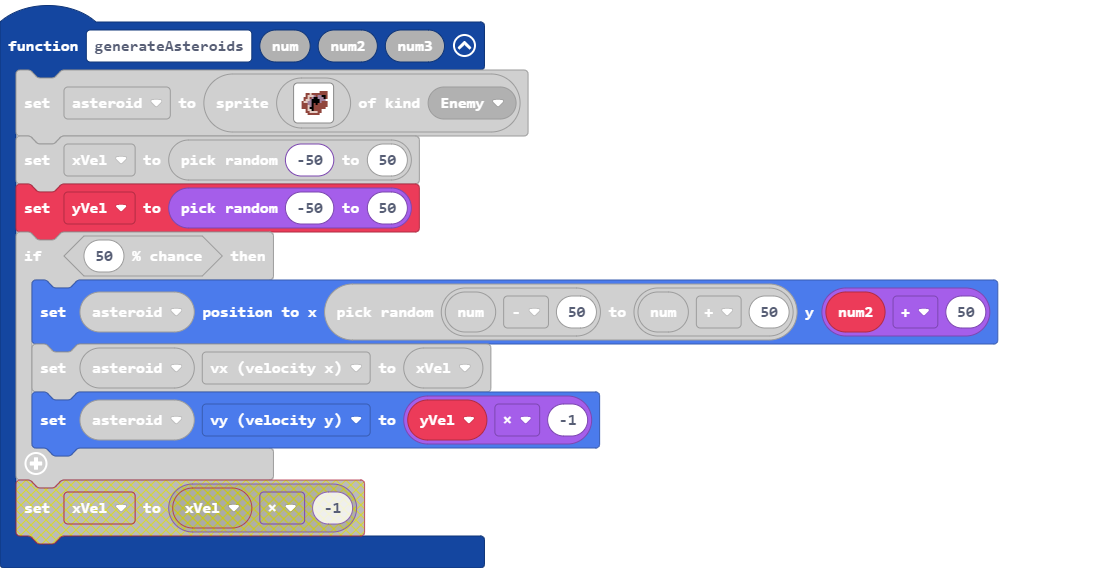 function generateAsteroids num num2 num3
set asteroid to sprite of kind Enemy
set xVel to pick random -50 to 50
set yVel to pick random -50 to 50
if 50 % chance then
set asteroid position to x pick random num - 50 to num + 50 y num2 + 50
set asteroid vx (velocity x) to xVel
set asteroid vy (velocity y) to yVel × -1
set xVel to xVel × -1